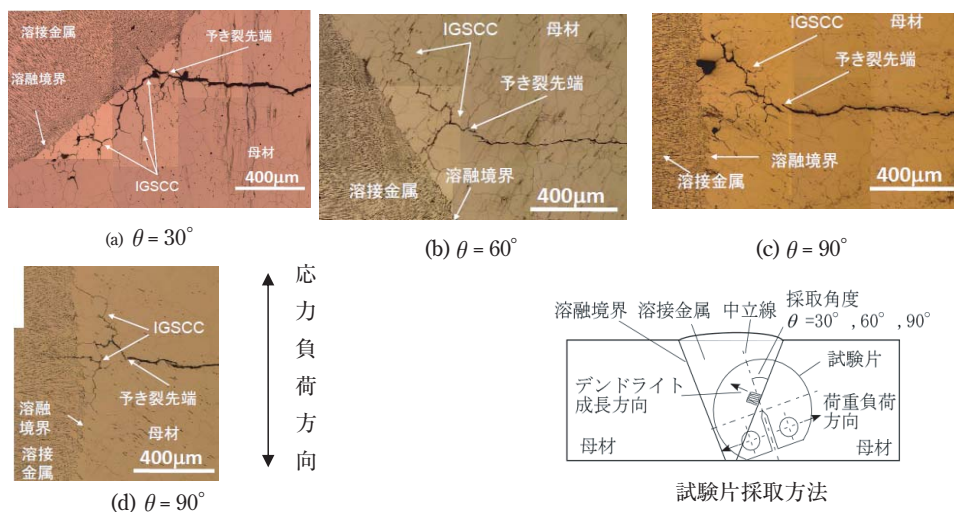 溶接金属
予き裂先端
溶融境界
母材
IGSCC
400μm
(a) θ = 30°
IGSCC
母材
予き裂先端
溶接金属
溶融境界
400μm
(b) θ = 60°
IGSCC
母材
予き裂先端
溶融境界
溶接金属
400μm
(c) θ = 90°
IGSCC
予き裂先端
溶融
境界
母材
溶接
金属
400μm
(d) θ = 90°
応力負荷方向
採取角度
溶融境界 溶接金属 中立線
θ =30° , 60° , 90°
試験片
デンドライト
成長方向
荷重負荷
方向
母材
母材
試験片採取方法